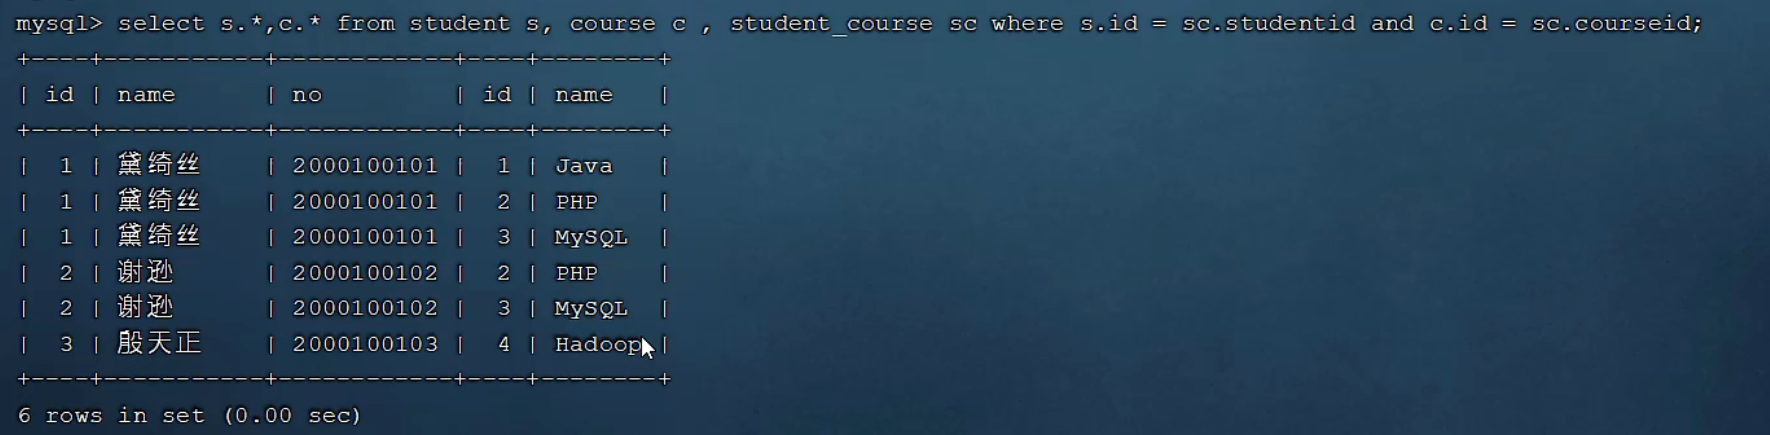 mysql> select s.*,c.* from student s, course c , student_course sc where s.id = sc.studentid and c.id = sc.courseid;
+----+-----------+------------+----+--------+
| id | name      | no         | id | name   |
+----+-----------+------------+----+--------+
|  1 | 黛绮丝    | 2000100101 |  1 | Java   |
|  1 | 黛绮丝    | 2000100101 |  2 | PHP    |
|  1 | 黛绮丝    | 2000100101 |  3 | MySQL  |
|  2 | 谢逊      | 2000100102 |  2 | PHP    |
|  2 | 谢逊      | 2000100102 |  3 | MySQL  |
|  3 | 殷天正    | 2000100103 |  4 | Hadoop |
+----+-----------+------------+----+--------+
6 rows in set (0.00 sec)